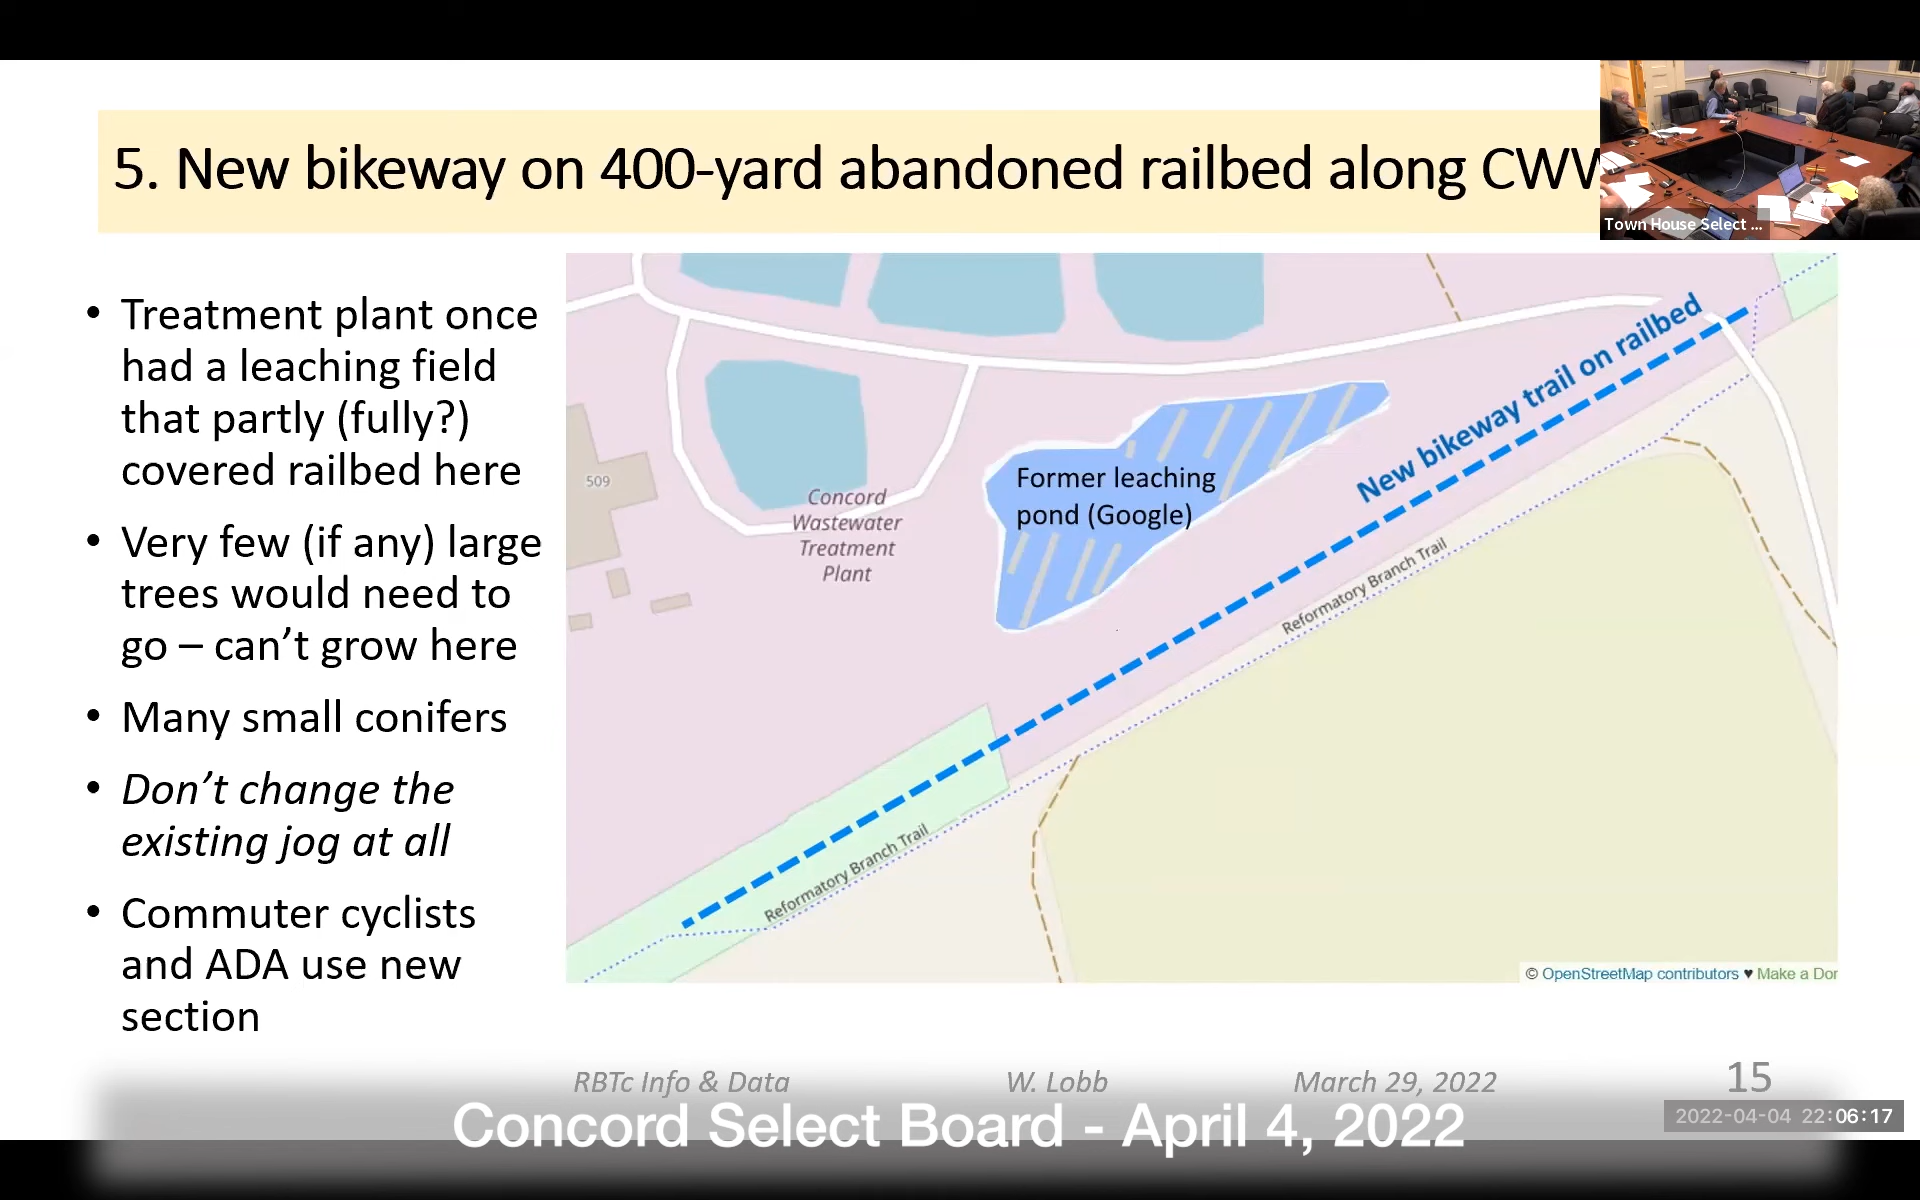 5. New bikeway on 400-yard abandoned railbed along
Town House Select ...
• Treatment plant once
had a leaching field
that partly (fully?)
covered railbed here
• Very few (if any) large
trees would need to
go – can't grow here
• Many small conifers
• Don't change the
existing jog at all
• Commuter cyclists
and ADA use new
section
New bikeway trail on railbed
Former leaching
pond (Google)
509
Concord
Wastewater
Treatment
Plant
Reformatory Branch Trail
Reformatory Branch Trail
© OpenStreetMap contributors ♥ Make a
RBTc Info & Data W. Lobb March 29, 2022 15
Concord Select Board - April 4, 2022
2022-04-04 22:06:17